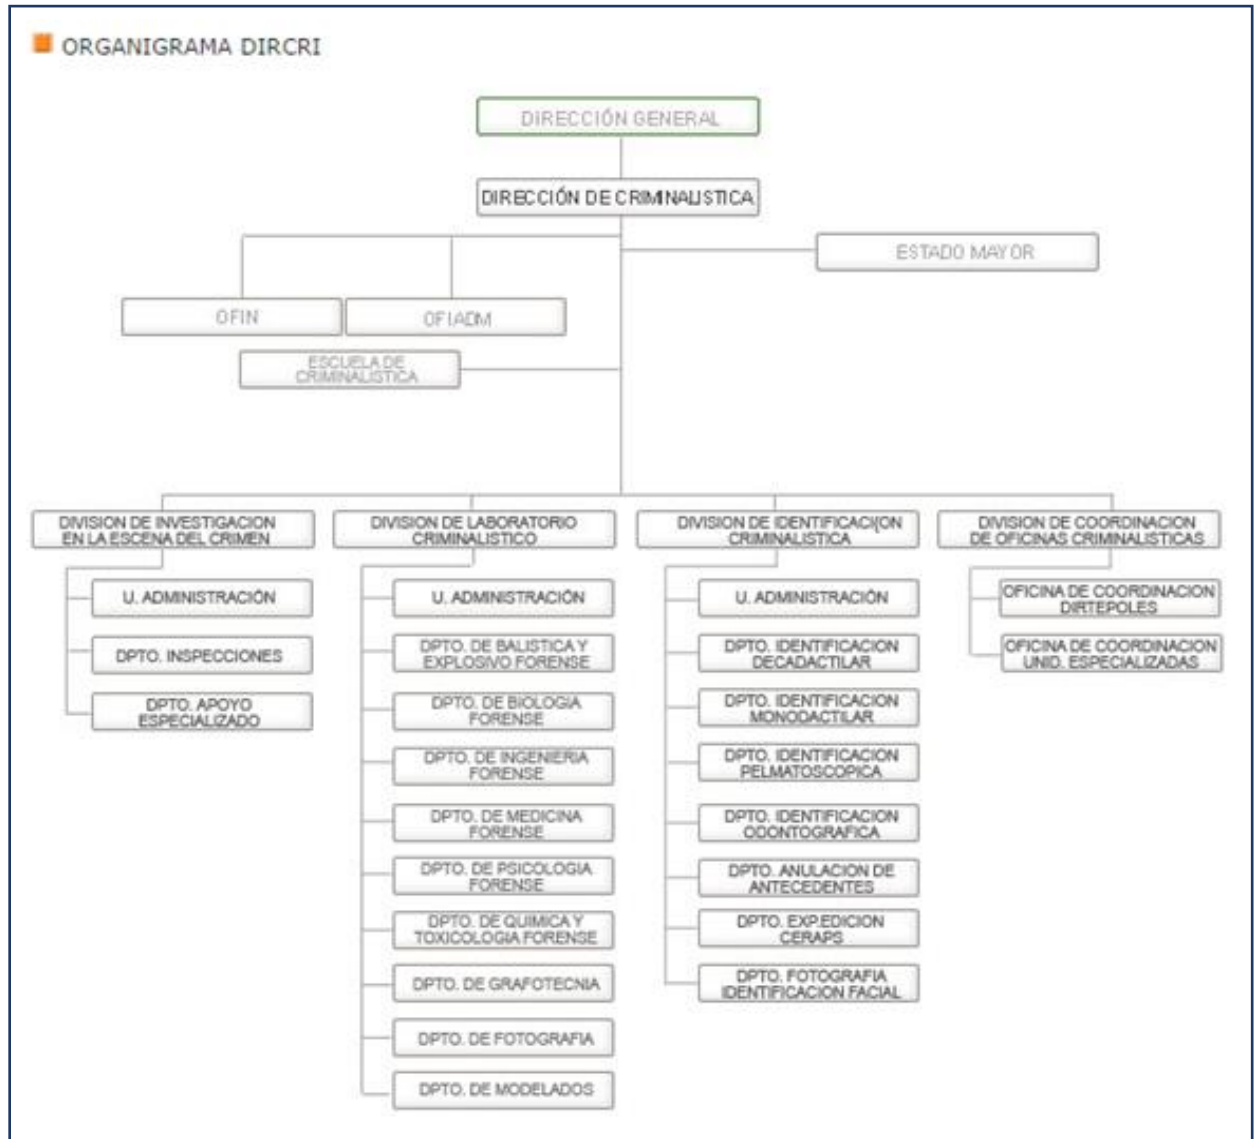 ORGANIGRAMA DIRCRI
DIRECCIÓN GENERAL
DIRECCIÓN DE CRIMINALISTICA
ESTADO MAYOR
OFIN
OFIADM
ESCUELA DE
CRIMINALISTICA
DIVISION DE INVESTIGACION
EN LA ESCENA DEL CRIMEN
U. ADMINISTRACIÓN
DPTO. INSPECCIONES
DPTO. APOYO
ESPECIALIZADO
DIVISION DE LABORATORIO
CRIMINALISTICO
U. ADMINISTRACIÓN
DPTO. DE BALISTICA Y
EXPLOSIVO FORENSE
DPTO. DE BIOLOGIA
FORENSE
DPTO. DE INGENIERIA
FORENSE
DPTO. DE MEDICINA
FORENSE
DPTO. DE PSICOLOGIA
FORENSE
DPTO. DE QUIMICA Y
TOXICOLOGIA FORENSE
DPTO. DE GRAFOTECNIA
DPTO. DE FOTOGRAFIA
DPTO. DE MODELADOS
DIVISION DE IDENTIFICACI[ON
CRIMINALISTICA
U. ADMINISTRACIÓN
DPTO. IDENTIFICACION
DECADACTILAR
DPTO. IDENTIFICACION
MONODACTILAR
DPTO. IDENTIFICACION
PELMATOSCOPICA
DPTO. IDENTIFICACION
ODONTOGRAFICA
DPTO. ANULACION DE
ANTECEDENTES
DPTO. EXP.EDICION
CERAPS
DPTO. FOTOGRAFIA
IDENTIFICACION FACIAL
DIVISION DE COORDINACION
DE OFICINAS CRIMINALISTICAS
OFICINA DE COORDINACION
DIRTEPOLES
OFICINA DE COORDINACION
UNID. ESPECIALIZADAS